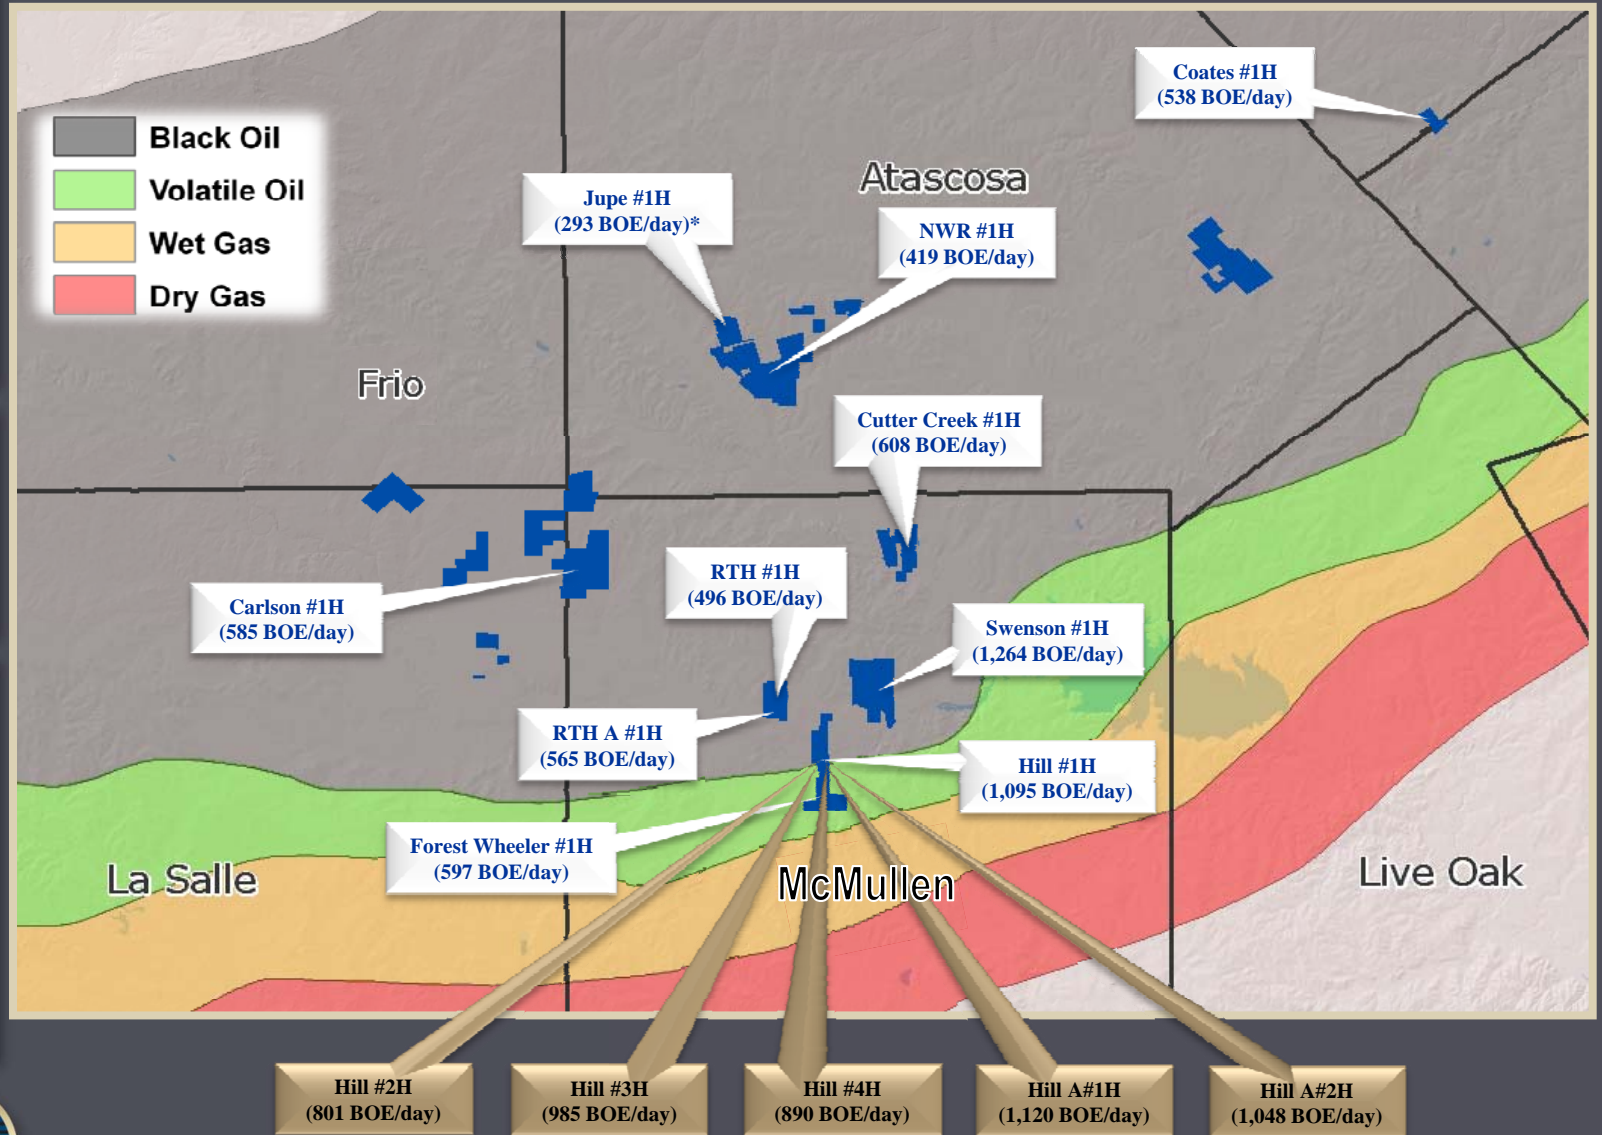 Coates #1H
(538 BOE/day)
Black Oil
Volatile Oil
Wet Gas
Dry Gas
Atascosa
Jupe #1H
(293 BOE/day)*
NWR #1H
(419 BOE/day)
Frio
Cutter Creek #1H
(608 BOE/day)
RTH #1H
(496 BOE/day)
Carlson #1H
(585 BOE/day)
Swenson #1H
(1,264 BOE/day)
RTH A #1H
(565 BOE/day)
Hill #1H
(1,095 BOE/day)
Forest Wheeler #1H
(597 BOE/day)
La Salle
McMullen
Live Oak
Hill #2H
(801 BOE/day)
Hill #3H
(985 BOE/day)
Hill #4H
(890 BOE/day)
Hill A#1H
(1,120 BOE/day)
Hill A#2H
(1,048 BOE/day)